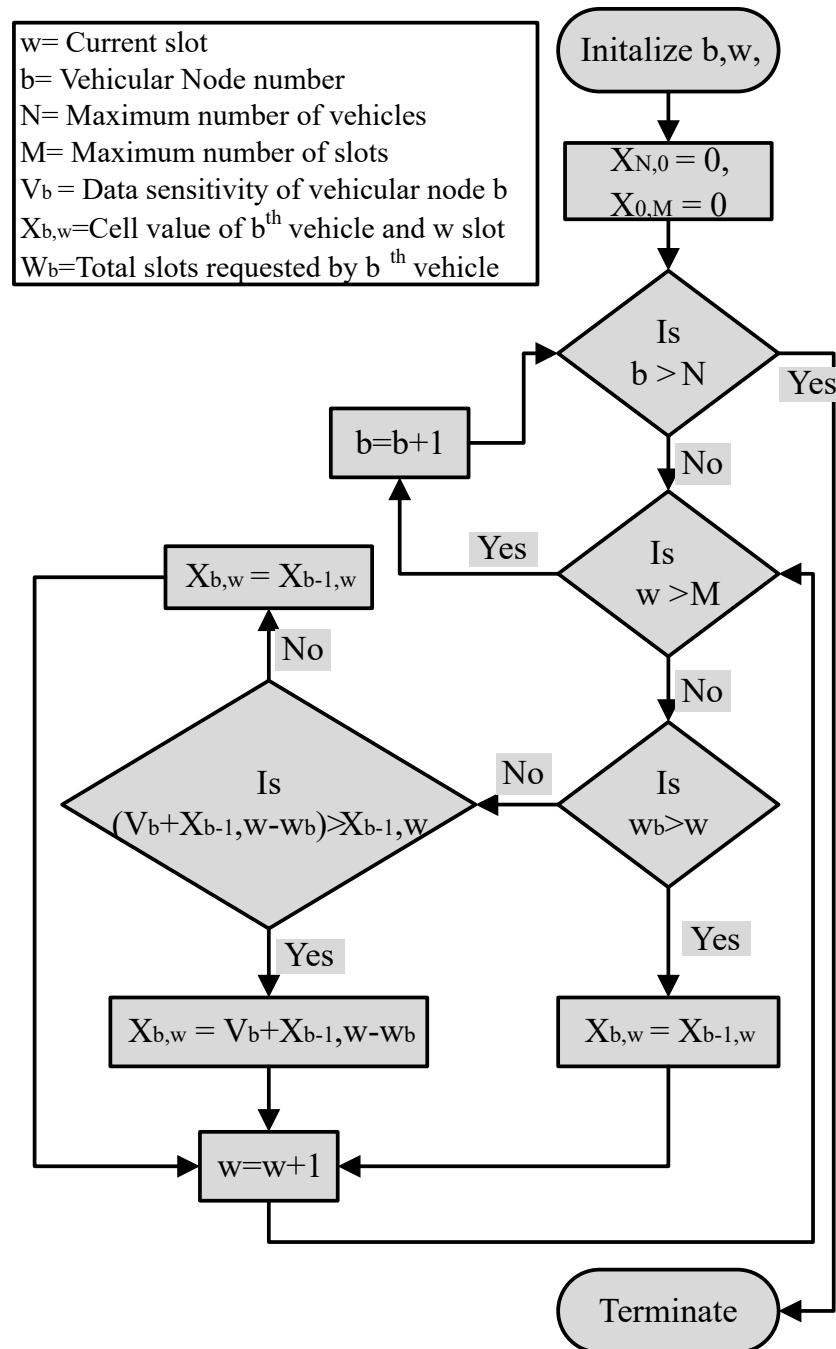 w= Current slot
b= Vehicular Node number
N= Maximum number of vehicles
M= Maximum number of slots
Vb = Data sensitivity of vehicular node b
Xb,w=Cell value of bth vehicle and w slot
Wb=Total slots requested by b th vehicle
Initalize b,w,
XN,0 = 0,
X0,M = 0
Is
b > N
Yes
b=b+1
No
Is
w >M
Yes
Xb,w = Xb-1,w
No
No
Is
(Vb+Xb-1,w-wb)>Xb-1,w
No
Is
wb>w
Yes
Yes
Xb,w = Vb+Xb-1,w-wb
Xb,w = Xb-1,w
w=w+1
Terminate